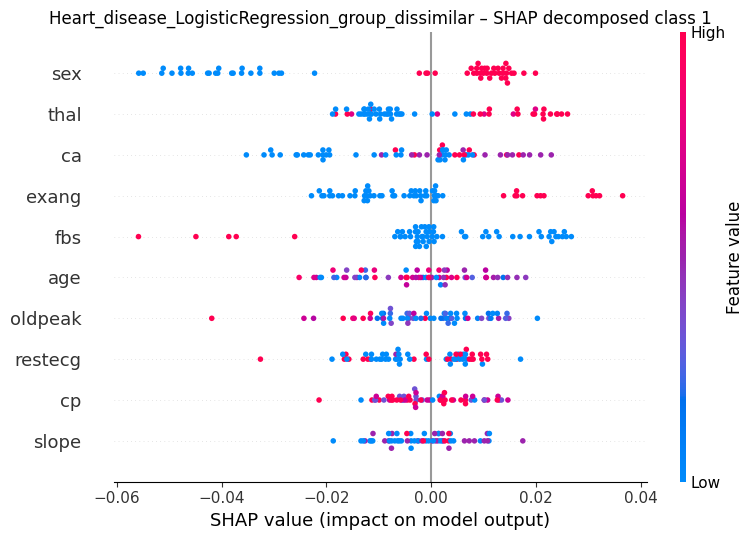 Heart_disease_LogisticRegression_group_dissimilar – SHAP decomposed class 1
High
sex
thal
ca
exang
fbs
age
oldpeak
restecg
cp
slope
Feature value
Low
−0.06 −0.04 −0.02 0.00 0.02 0.04
SHAP value (impact on model output)